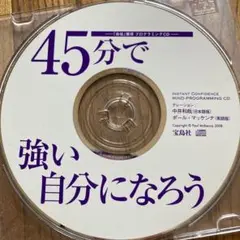 「自信」養成 プログラミングCD
45分で
INSTANT CONFIDENCE
MIND-PROGRAMMING CD
ナレーション：
中井和哉（日本語版）
ポール・マッケンナ（英語版）
Copyright © Paul McKenna 2006
宝島社
強い
自分になろう